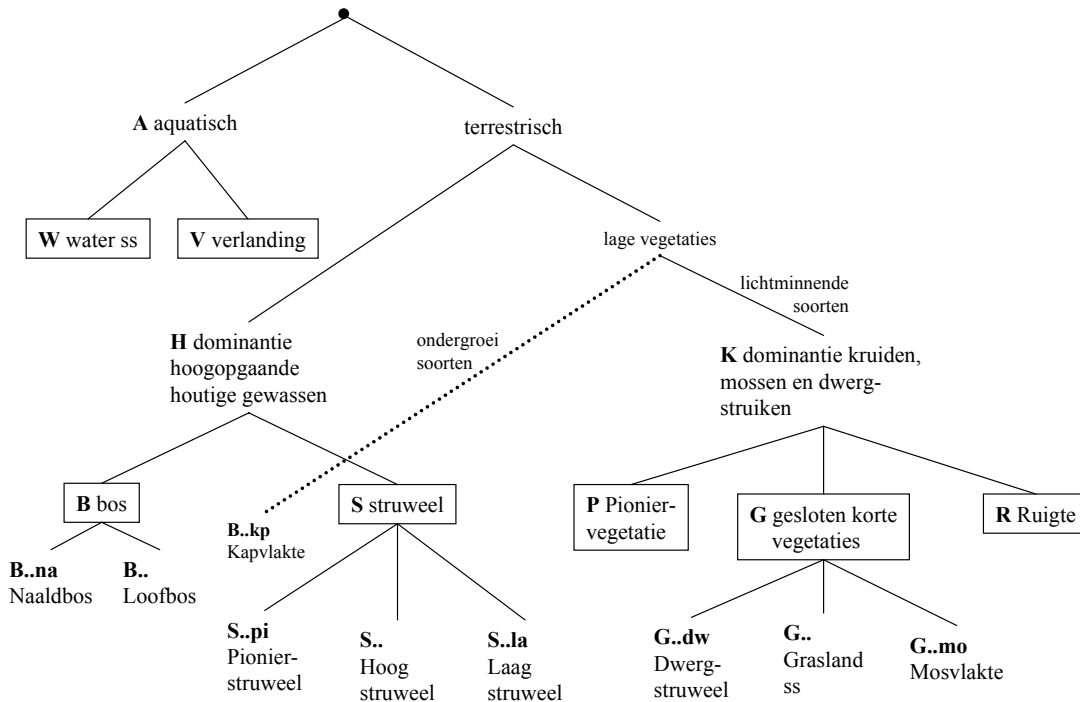 A aquatisch
terrestrisch
W water ss
V verlanding
lage vegetaties
lichtminnende
soorten
ondergroei
soorten
H dominantie
hoogopgaande
houtige gewassen
K dominantie kruiden,
mossen en dwerg-
struiken
B bos
S struweel
P Pionier-
vegetatie
G gesloten korte
vegetaties
R Ruigte
B..kp
Kapvlakte
B..na
Naaldbos
B..
Loofbos
S..pi
Pionier-
struweel
S..
Hoog
struweel
S..la
Laag
struweel
G..dw
Dwerg-
struweel
G..
Grasland
ss
G..mo
Mosvlakte